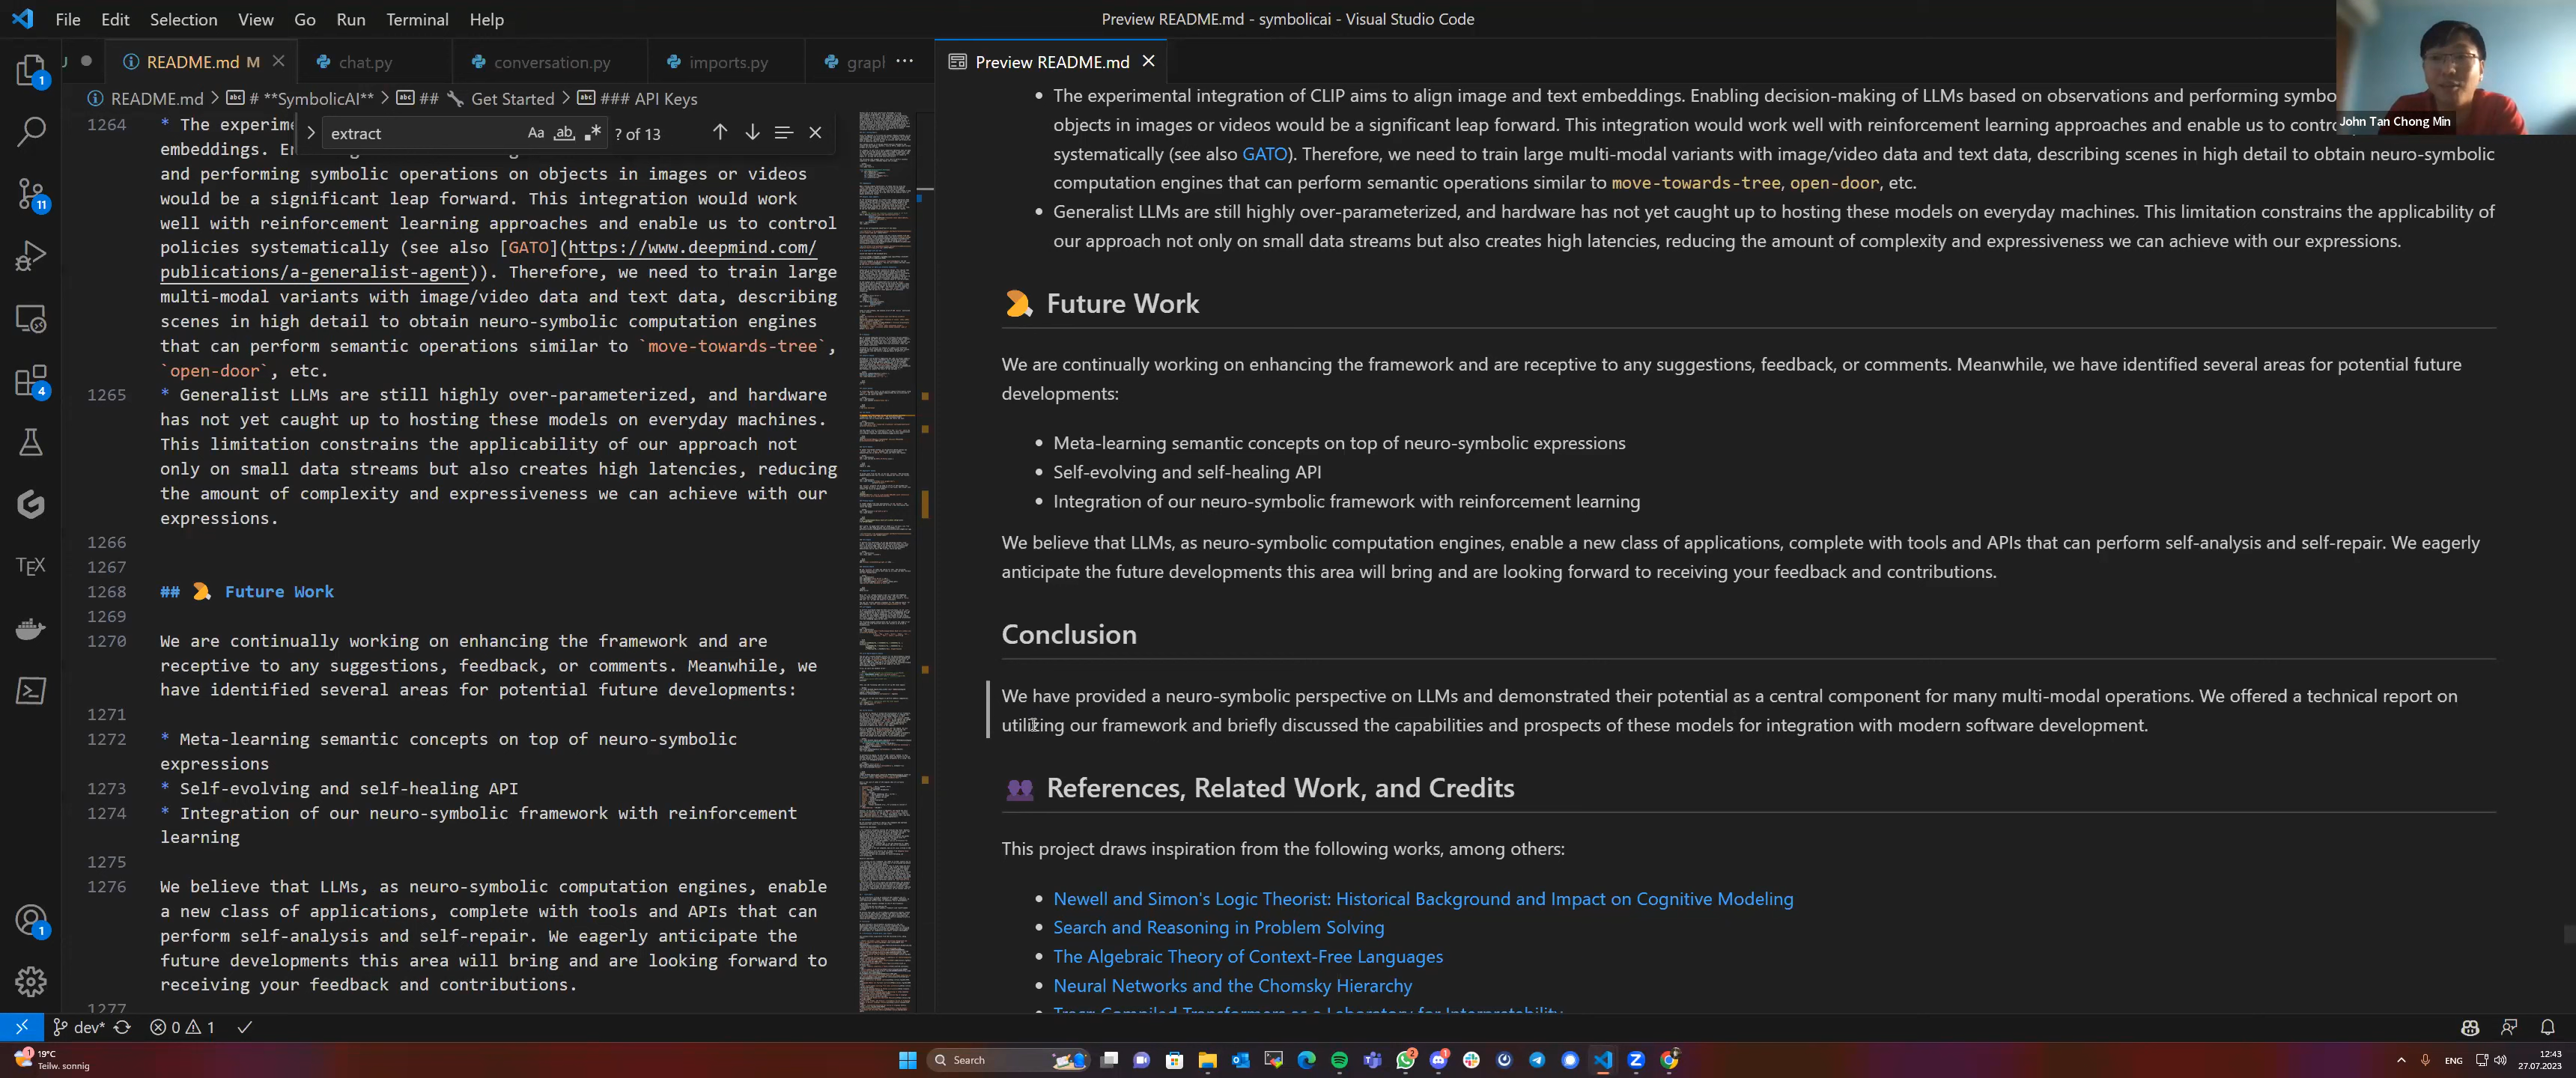 File Edit Selection View Go Run Terminal Help
Preview README.md - symbolicai - Visual Studio Code
README.md M
chat.py
conversation.py
imports.py
Preview README.md
README.md > # **SymbolicAI** > ## Get Started > ### API Keys
extract
Aa ab ? of 13
1264 * The experime
embeddings.
and performing symbolic operations on objects in images or videos
would be a significant leap forward. This integration would work
well with reinforcement learning approaches and enable us to control
policies systematically (see also [GATO](https://www.deepmind.com/
publications/a-generalist-agent)). Therefore, we need to train large
multi-modal variants with image/video data and text data, describing
scenes in high detail to obtain neuro-symbolic computation engines
that can perform semantic operations similar to `move-towards-tree`,
`open-door`, etc.
1265 * Generalist LLMs are still highly over-parameterized, and hardware
has not yet caught up to hosting these models on everyday machines.
This limitation constrains the applicability of our approach not
only on small data streams but also creates high latencies, reducing
the amount of complexity and expressiveness we can achieve with our
expressions.
1266
1267
1268 ## Future Work
1269
1270 We are continually working on enhancing the framework and are
receptive to any suggestions, feedback, or comments. Meanwhile, we
have identified several areas for potential future developments:
1271
1272 * Meta-learning semantic concepts on top of neuro-symbolic
expressions
1273 * Self-evolving and self-healing API
1274 * Integration of our neuro-symbolic framework with reinforcement
learning
1275
1276 We believe that LLMs, as neuro-symbolic computation engines, enable
a new class of applications, complete with tools and APIs that can
perform self-analysis and self-repair. We eagerly anticipate the
future developments this area will bring and are looking forward to
receiving your feedback and contributions.
1277
• The experimental integration of CLIP aims to align image and text embeddings. Enabling decision-making of LLMs based on observations and performing symbo
objects in images or videos would be a significant leap forward. This integration would work well with reinforcement learning approaches and enable us to contro
systematically (see also GATO). Therefore, we need to train large multi-modal variants with image/video data and text data, describing scenes in high detail to obtain neuro-symbolic
computation engines that can perform semantic operations similar to move-towards-tree, open-door, etc.
• Generalist LLMs are still highly over-parameterized, and hardware has not yet caught up to hosting these models on everyday machines. This limitation constrains the applicability of
our approach not only on small data streams but also creates high latencies, reducing the amount of complexity and expressiveness we can achieve with our expressions.
Future Work
We are continually working on enhancing the framework and are receptive to any suggestions, feedback, or comments. Meanwhile, we have identified several areas for potential future
developments:
• Meta-learning semantic concepts on top of neuro-symbolic expressions
• Self-evolving and self-healing API
• Integration of our neuro-symbolic framework with reinforcement learning
We believe that LLMs, as neuro-symbolic computation engines, enable a new class of applications, complete with tools and APIs that can perform self-analysis and self-repair. We eagerly
anticipate the future developments this area will bring and are looking forward to receiving your feedback and contributions.
Conclusion
We have provided a neuro-symbolic perspective on LLMs and demonstrated their potential as a central component for many multi-modal operations. We offered a technical report on
utilizing our framework and briefly discussed the capabilities and prospects of these models for integration with modern software development.
References, Related Work, and Credits
This project draws inspiration from the following works, among others:
• Newell and Simon's Logic Theorist: Historical Background and Impact on Cognitive Modeling
• Search and Reasoning in Problem Solving
• The Algebraic Theory of Context-Free Languages
• Neural Networks and the Chomsky Hierarchy
• Tracr: Compiled Transformers as a Laboratory for Interpretability
John Tan Chong Min
1
11
4
TEX
1
dev* 0 1
19°C
Teilw. sonnig
Search
2
1
ENG
12:43
27.07.2023